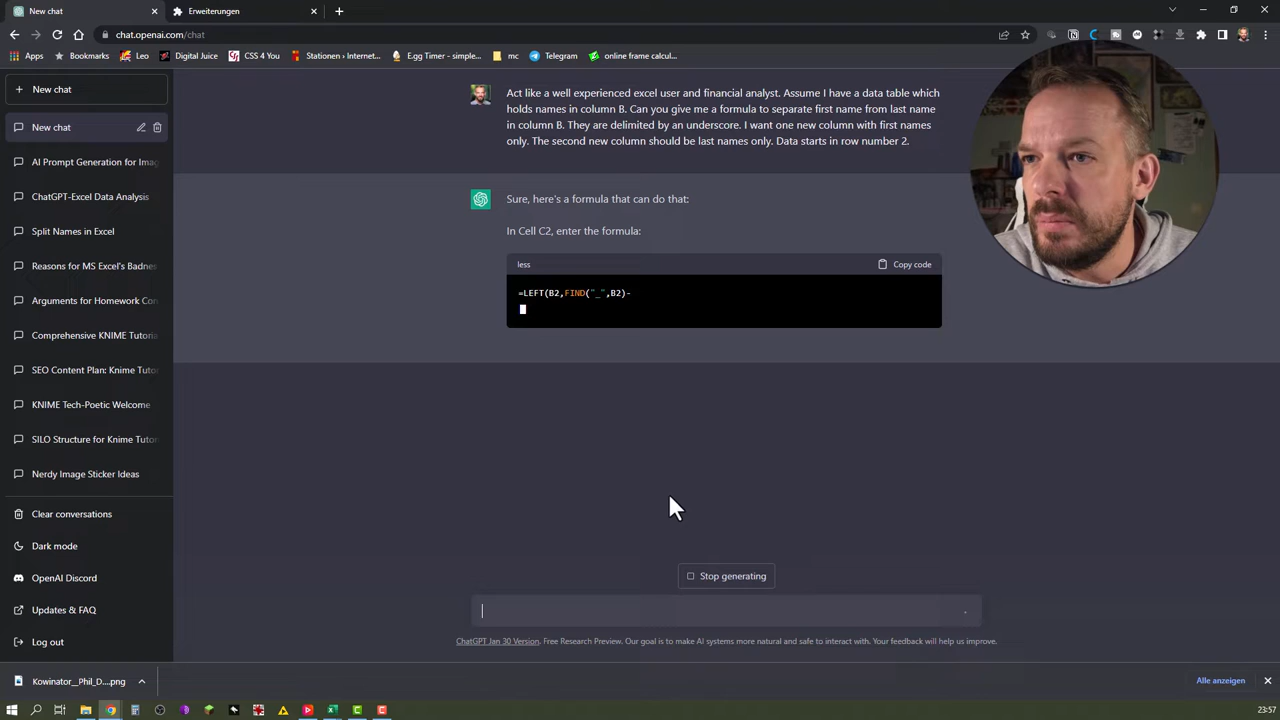 New chat
Erweiterungen
chat.openai.com/chat
Apps
Bookmarks
Leo
Digital Juice
CSS 4 You
Stationen › Internet...
E.gg Timer - simple...
mc
Telegram
online frame calcul...
New chat
New chat
AI Prompt Generation for Imag
ChatGPT-Excel Data Analysis
Split Names in Excel
Reasons for MS Excel's Badnes
Arguments for Homework Con
Comprehensive KNIME Tutoria
SEO Content Plan: Knime Tutor
KNIME Tech-Poetic Welcome
SILO Structure for Knime Tutor
Nerdy Image Sticker Ideas
Clear conversations
Dark mode
OpenAI Discord
Updates & FAQ
Log out
Act like a well experienced excel user and financial analyst. Assume I have a data table which
holds names in column B. Can you give me a formula to separate first name from last name
in column B. They are delimited by an underscore. I want one new column with first names
only. The second new column should be last names only. Data starts in row number 2.
Sure, here's a formula that can do that:
In Cell C2, enter the formula:
less
Copy code
=LEFT(B2,FIND("_",B2)-
Stop generating
ChatGPT Jan 30 Version. Free Research Preview. Our goal is to make AI systems more natural and safe to interact with. Your feedback will help us improve.
Kowinator__Phil_D....png
Alle anzeigen
23:57